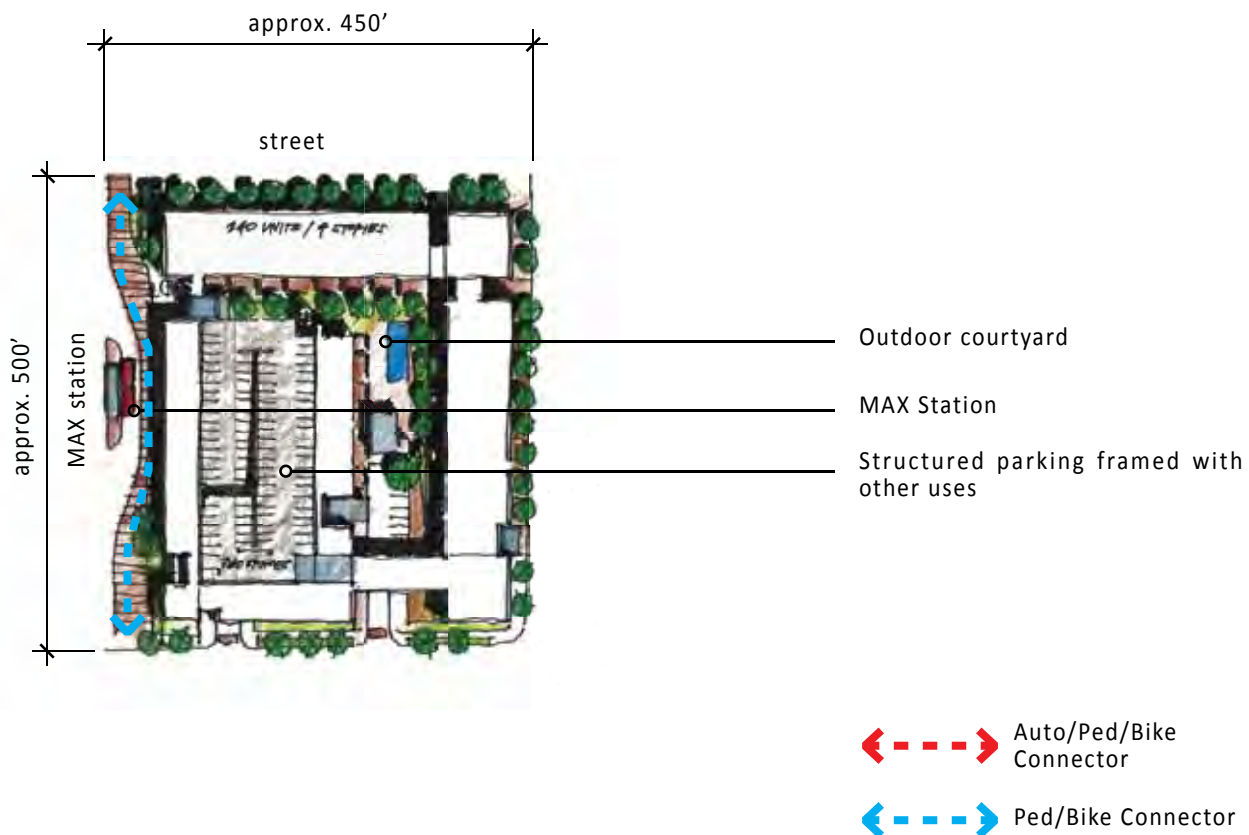 approx. 450’
street
240 UNITS / 4 STORIES
approx. 500’
MAX station
Outdoor courtyard
MAX Station
Structured parking framed with
other uses
Auto/Ped/Bike
Connector
Ped/Bike Connector